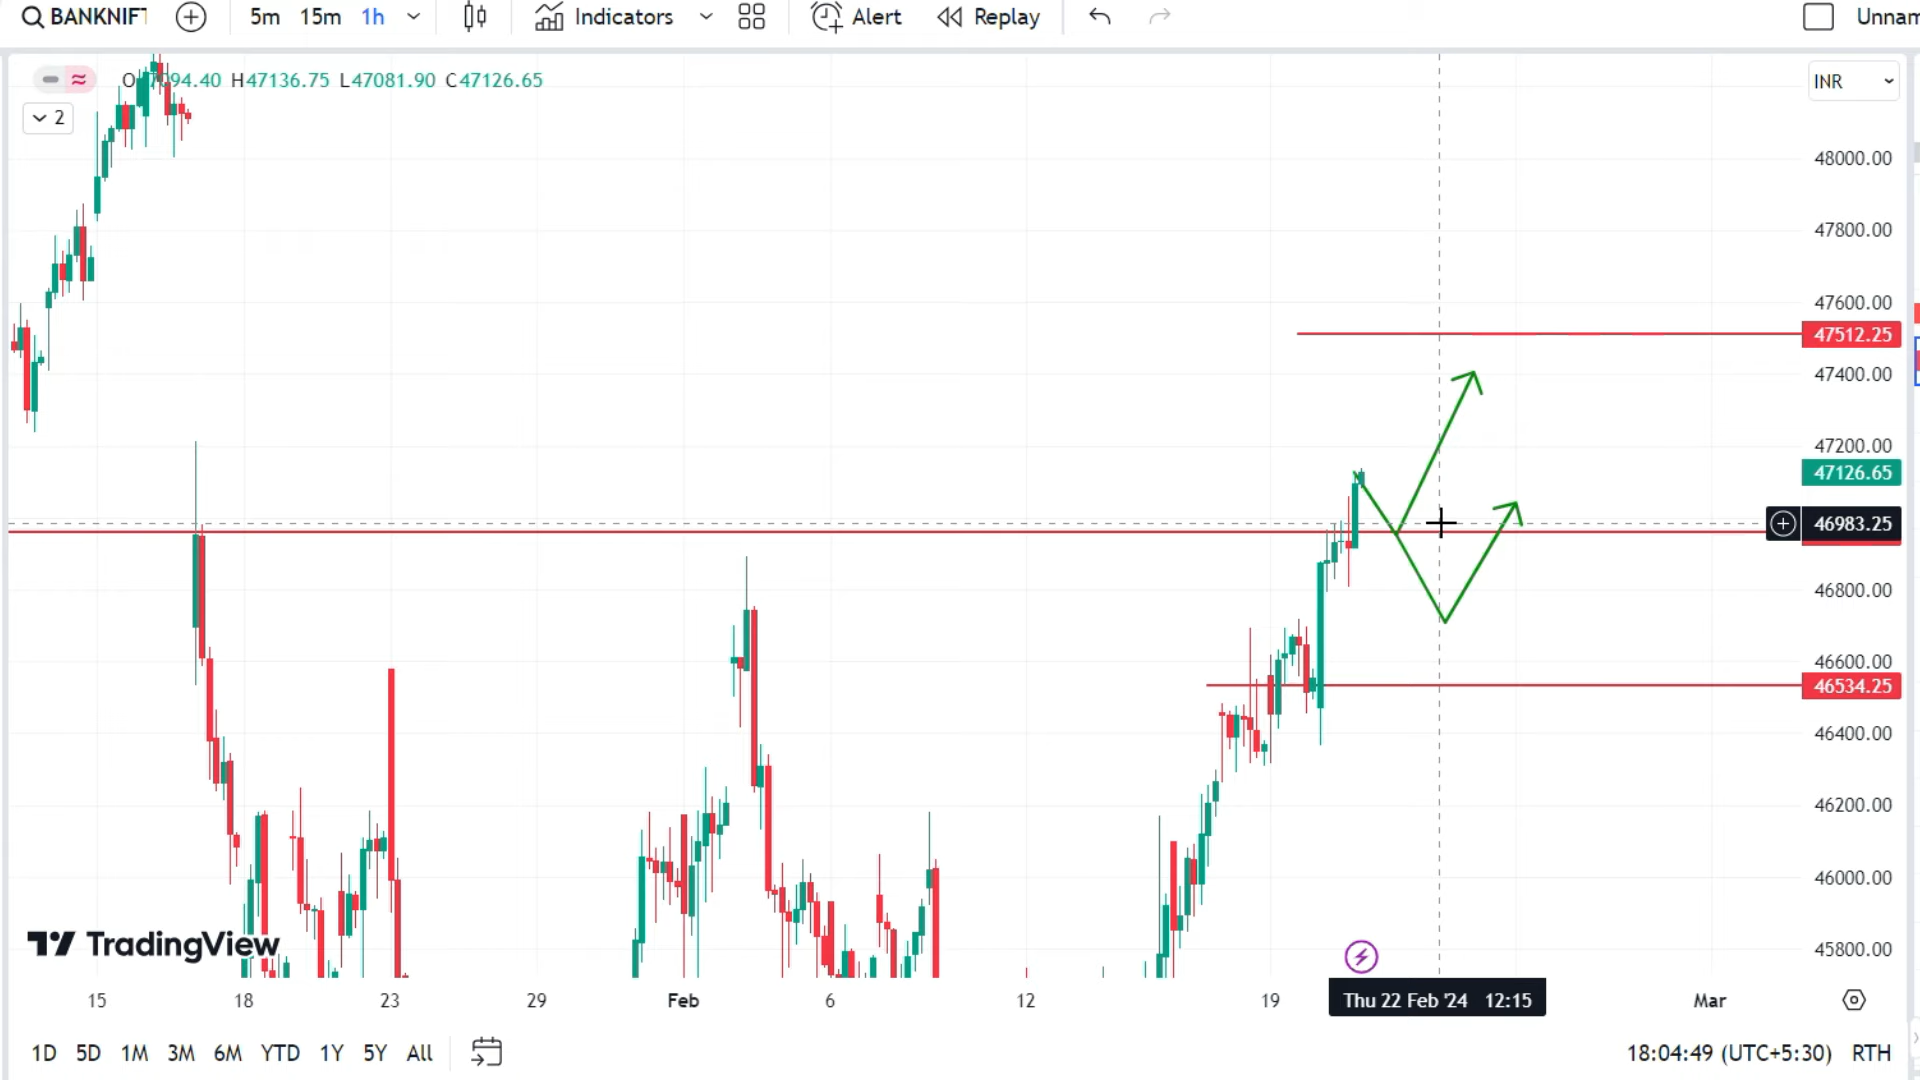 BANKNIFT 5m 15m 1h Indicators Alert Replay Unnam
O 094.40 H47136.75 L47081.90 C47126.65
INR
2
48000.00
47800.00
47600.00
47512.25
47400.00
47200.00
47126.65
46983.25
46800.00
46600.00
46534.25
46400.00
46200.00
46000.00
45800.00
TradingView
15 18 23 29 Feb 6 12 19 Thu 22 Feb '24 12:15 Mar
1D 5D 1M 3M 6M YTD 1Y 5Y All 18:04:49 (UTC+5:30) RTH